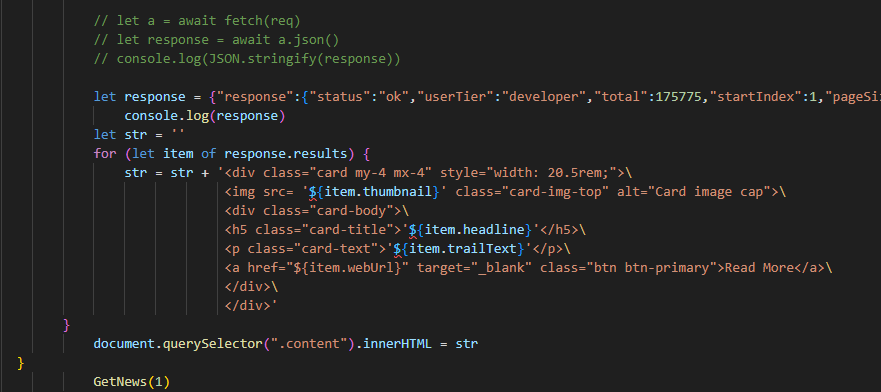 // let a = await fetch(req)
// let response = await a.json()
// console.log(JSON.stringify(response))
let response = {"response":{"status":"ok","userTier":"developer","total":175775,"startIndex":1,"pageSi
console.log(response)
let str = ''
for (let item of response.results) {
str = str + '<div class="card my-4 mx-4" style="width: 20.5rem;">\
<img src= '${item.thumbnail}' class="card-img-top" alt="Card image cap">\
<div class="card-body">\
<h5 class="card-title">'${item.headline}'</h5>\
<p class="card-text">'${item.trailText}'</p>\
<a href="${item.webUrl}" target="_blank" class="btn btn-primary">Read More</a>\
</div>\
</div>'
}
document.querySelector(".content").innerHTML = str
}
GetNews(1)